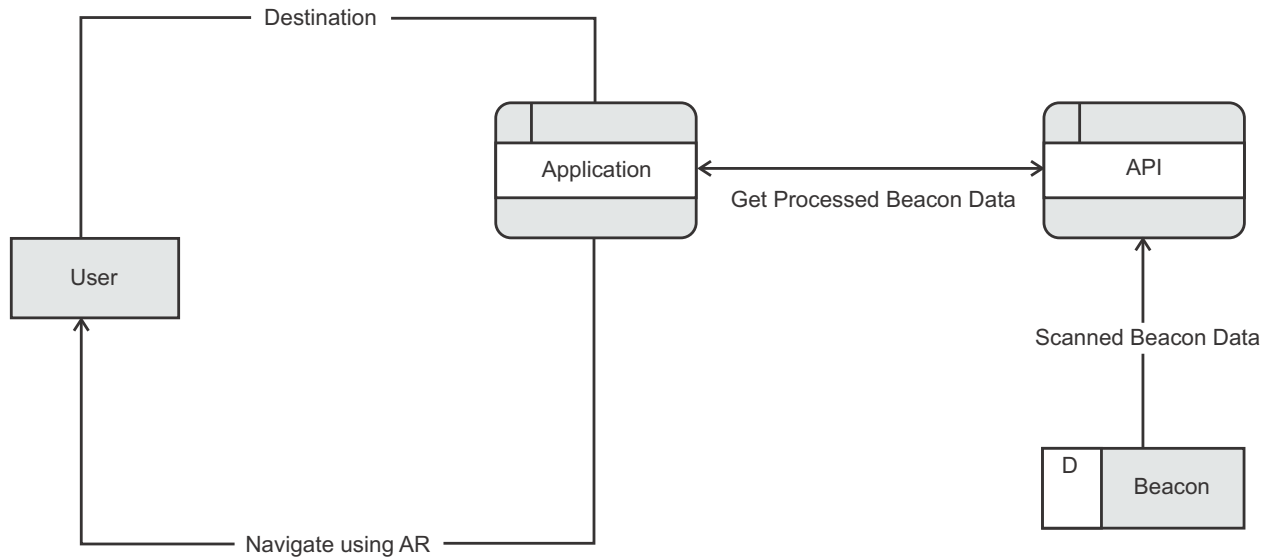 Destination
Application
API
Get Processed Beacon Data
User
Scanned Beacon Data
D
Beacon
Navigate using AR